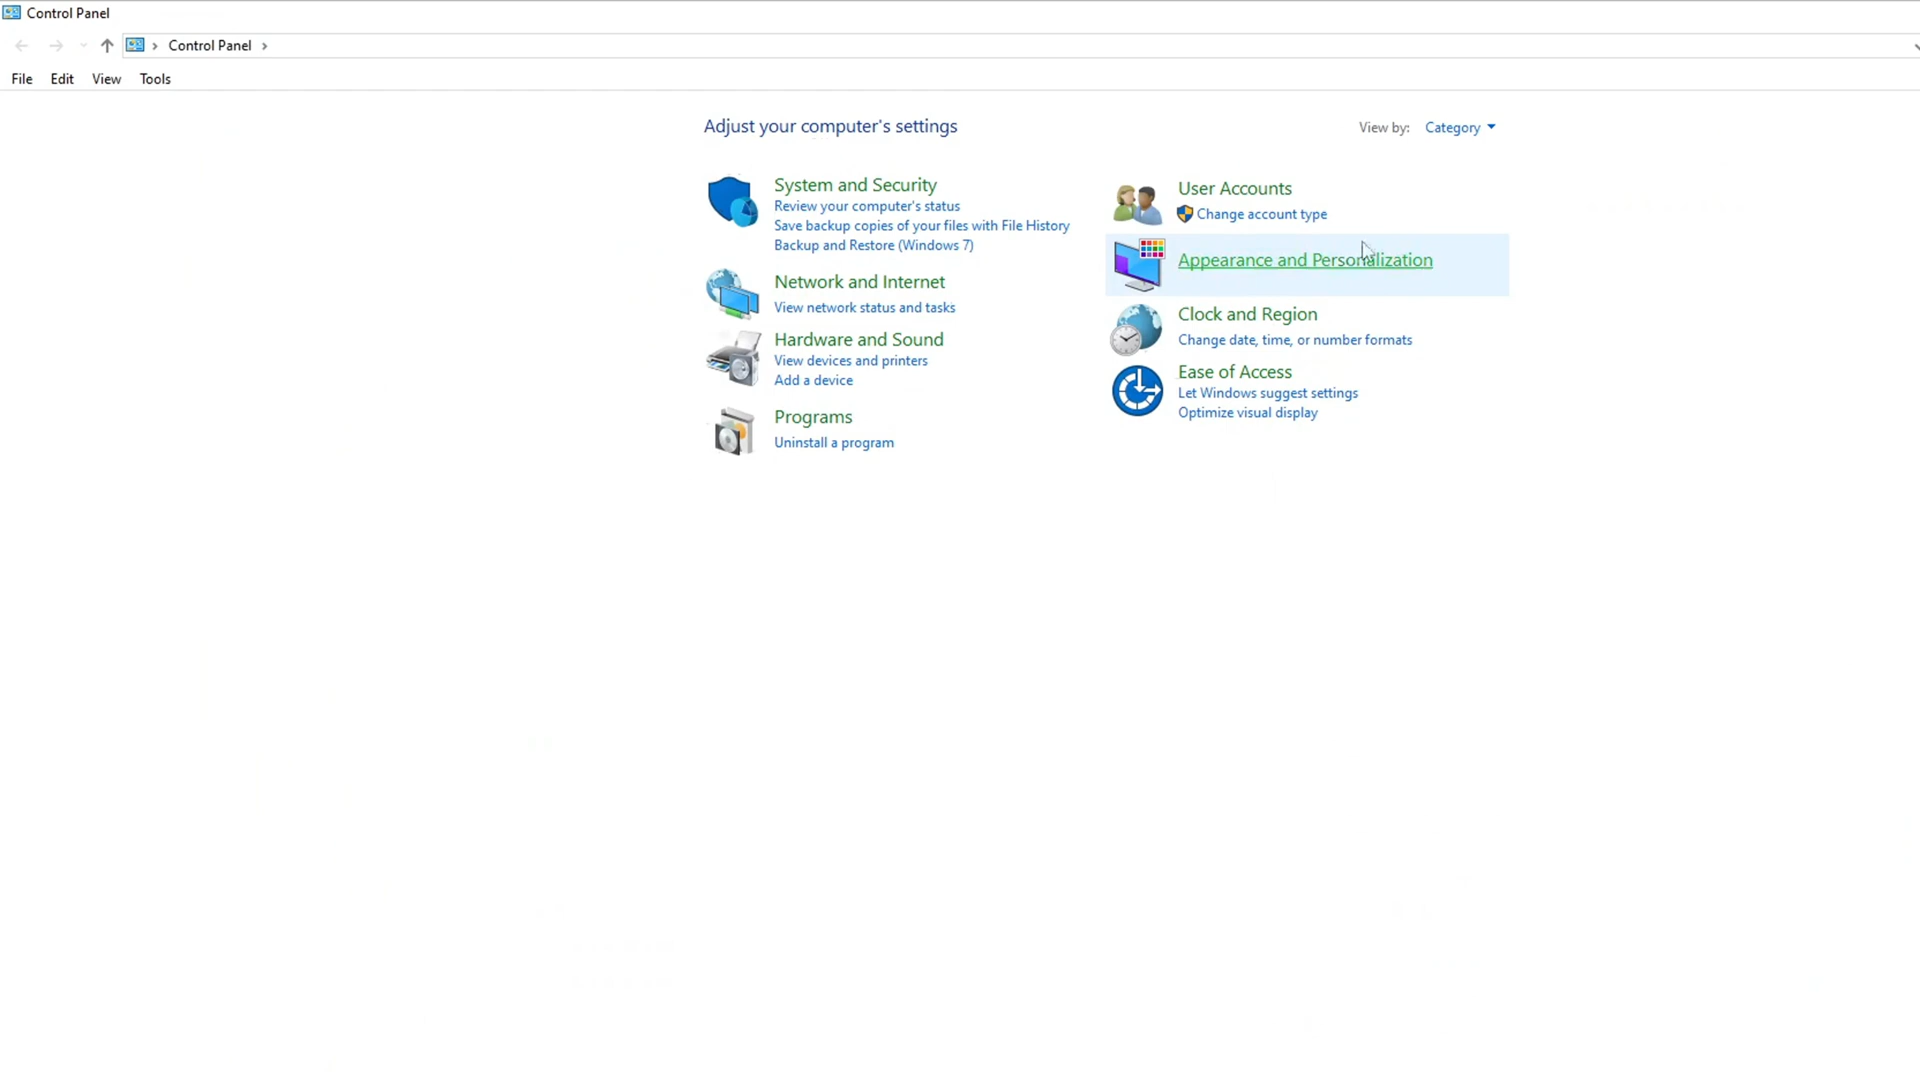 Control Panel
Control Panel
File Edit View Tools
Adjust your computer's settings
View by: Category
System and Security
Review your computer's status
Save backup copies of your files with File History
Backup and Restore (Windows 7)
Network and Internet
View network status and tasks
Hardware and Sound
View devices and printers
Add a device
Programs
Uninstall a program
User Accounts
Change account type
Appearance and Personalization
Clock and Region
Change date, time, or number formats
Ease of Access
Let Windows suggest settings
Optimize visual display